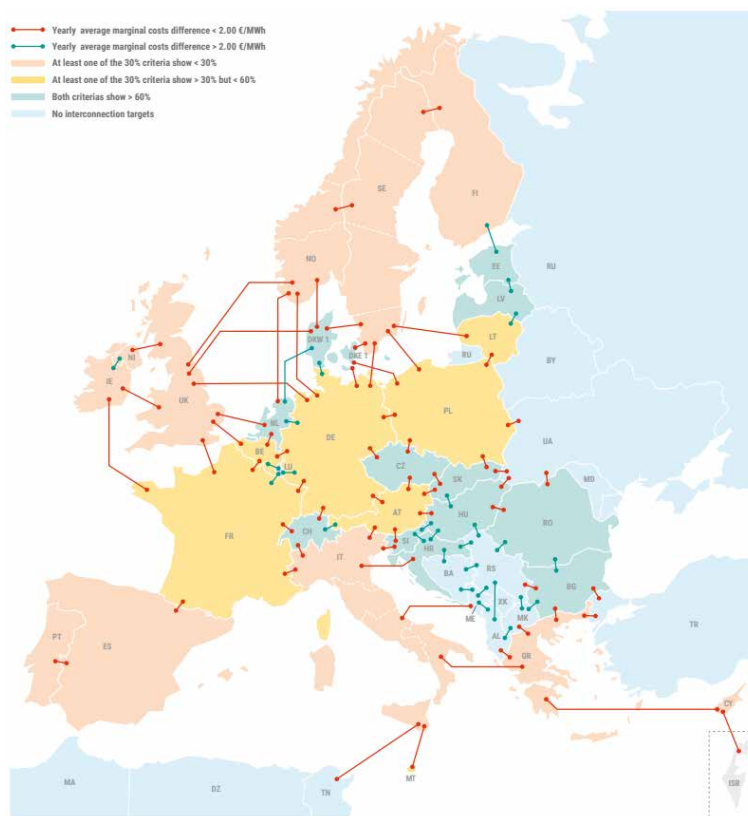 Yearly average marginal costs difference < 2.00 €/MWh
Yearly average marginal costs difference > 2.00 €/MWh
At least one of the 30% criteria show < 30%
At least one of the 30% criteria show > 30% but < 60%
Both criterias show > 60%
No interconnection targets
SE
FI
NO
EE
RU
LV
DKW 1
DKE 1
LT
NI
RU
BY
IE
UK
NL
PL
DE
BE
UA
LU
CZ
SK
MD
AT
HU
FR
CH
RO
SI
IT
HR
BA
RS
BG
ME
XK
MK
PT
AL
TR
ES
GR
CY
MT
MA
DZ
TN
ISR